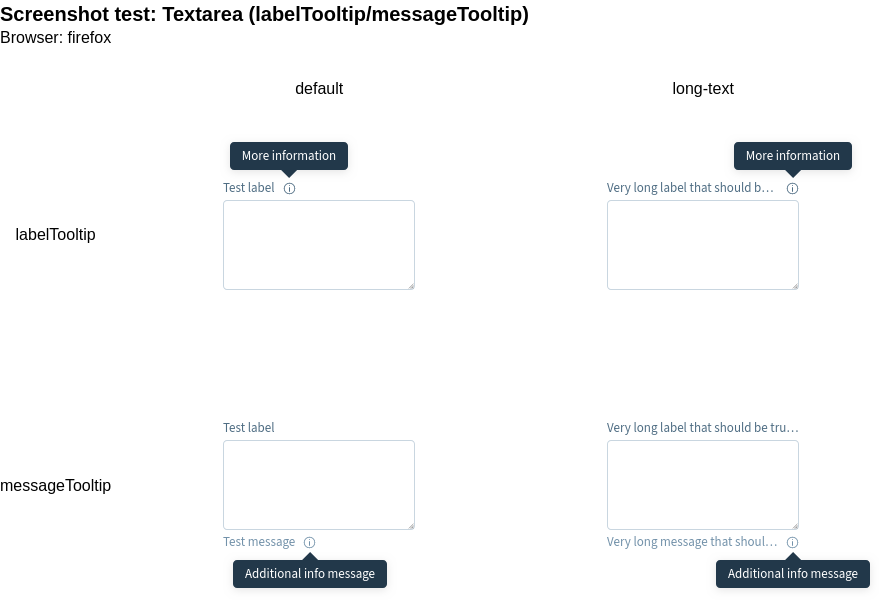 Screenshot test: Textarea (labelTooltip/messageTooltip)
Browser: firefox
default
long-text
More information
More information
Test label
Very long label that should b…
labelTooltip
Test label
Very long label that should be tru…
messageTooltip
Test message
Very long message that shoul…
Additional info message
Additional info message